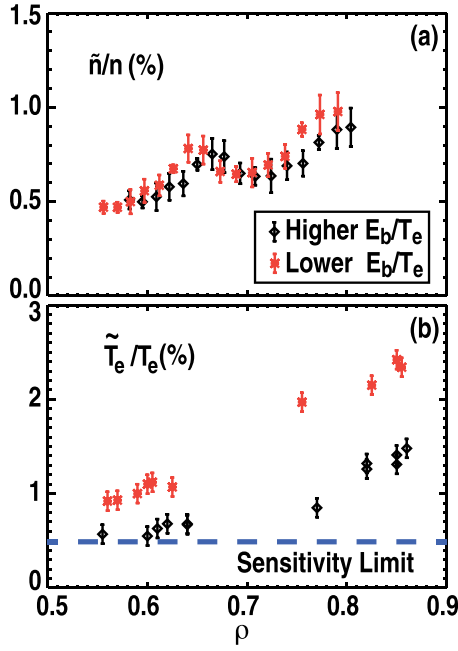 1.5
(a)
ñ/n (%)
1.0
0.5
Higher E_b/T_e
Lower E_b/T_e
0.0
3
(b)
T̃_e/T_e(%)
2
1
Sensitivity Limit
0
0.5 0.6 0.7 0.8 0.9
ρ